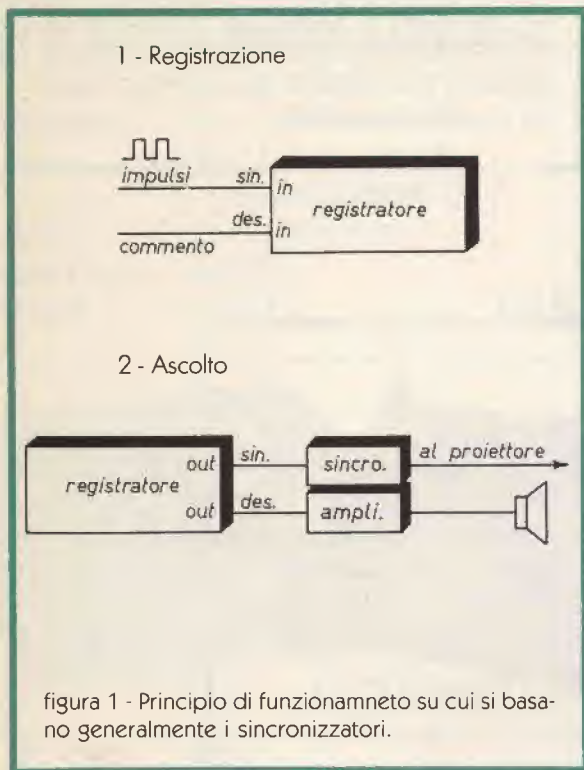 1 - Registrazione
impulsi
sin.
in
registratore
des.
in
commento
2 - Ascolto
out
sin.
sincro.
al proiettore
registratore
out
des.
ampli.
figura 1 - Principio di funzionamneto su cui si basa-
no generalmente i sincronizzatori.